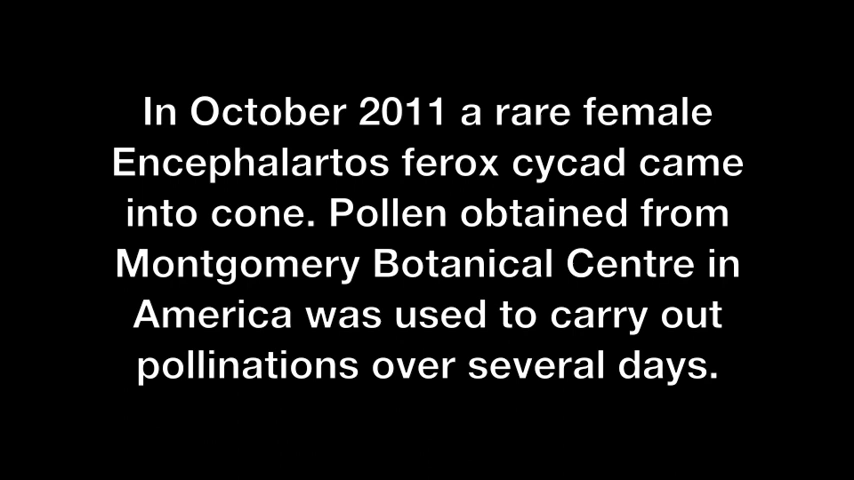 In October 2011 a rare female
Encephalartos ferox cycad came
into cone. Pollen obtained from
Montgomery Botanical Centre in
America was used to carry out
pollinations over several days.